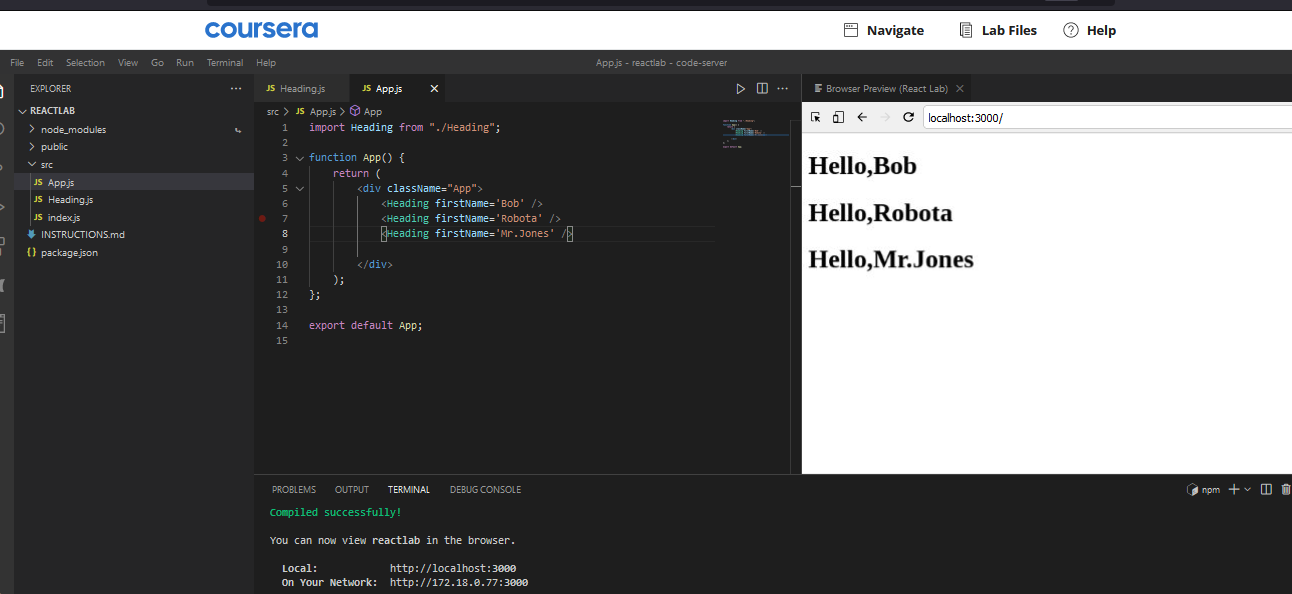 coursera
Navigate
Lab Files
Help
File Edit Selection View Go Run Terminal Help
App.js - reactlab - code-server
EXPLORER
REACTLAB
node_modules
public
src
JS App.js
JS Heading.js
JS index.js
INSTRUCTIONS.md
{} package.json
JS Heading.js
JS App.js
src > JS App.js > App
1 import Heading from "./Heading";
2
3 function App() {
4 return (
5 <div className="App">
6 <Heading firstName='Bob' />
7 <Heading firstName='Robota' />
8 <Heading firstName='Mr.Jones' />
9
10 </div>
11 );
12 };
13
14 export default App;
15
Browser Preview (React Lab)
localhost:3000/
Hello,Bob
Hello,Robota
Hello,Mr.Jones
PROBLEMS OUTPUT TERMINAL DEBUG CONSOLE
npm
Compiled successfully!
You can now view reactlab in the browser.
Local: http://localhost:3000
On Your Network: http://172.18.0.77:3000